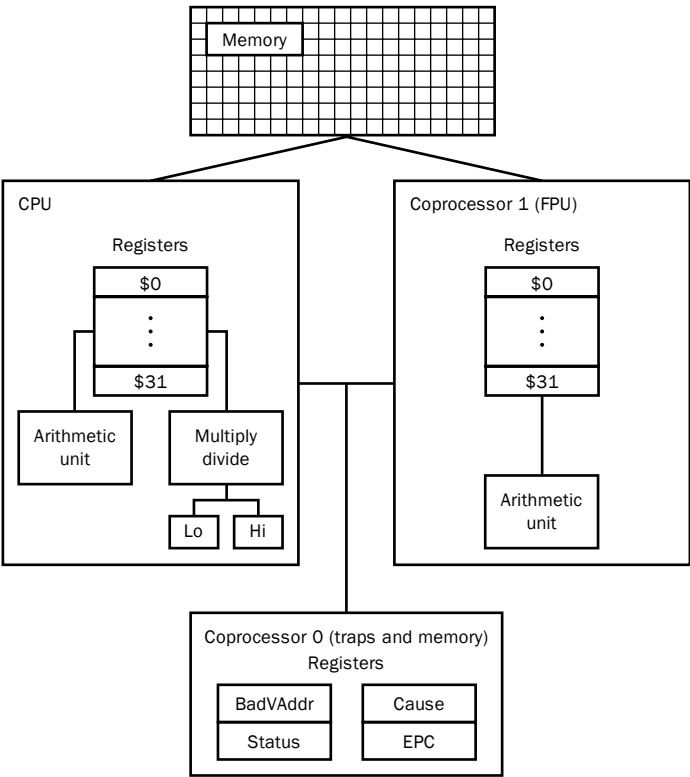 Memory
CPU
Registers
$0
$31
Arithmetic
unit
Multiply
divide
Lo
Hi
Coprocessor 1 (FPU)
Registers
$0
$31
Arithmetic
unit
Coprocessor 0 (traps and memory)
Registers
BadVAddr
Cause
Status
EPC